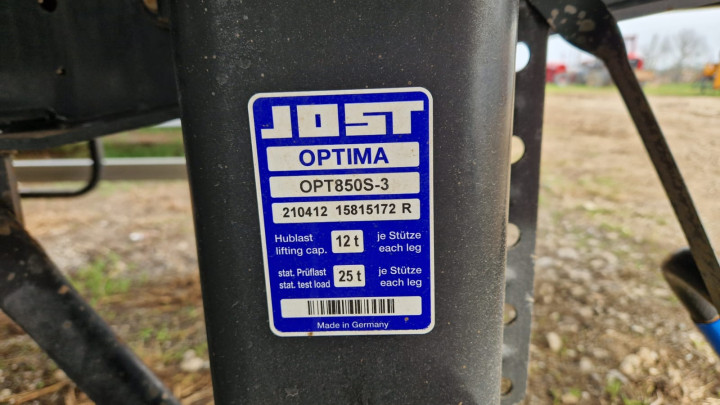 JOST
OPTIMA
OPT850S-3
210412 15815172 R
Hublast
lifting cap.
12 t
je Stütze
each leg
stat. Prüflast
stat. test load
25 t
je Stütze
each leg
Made in Germany